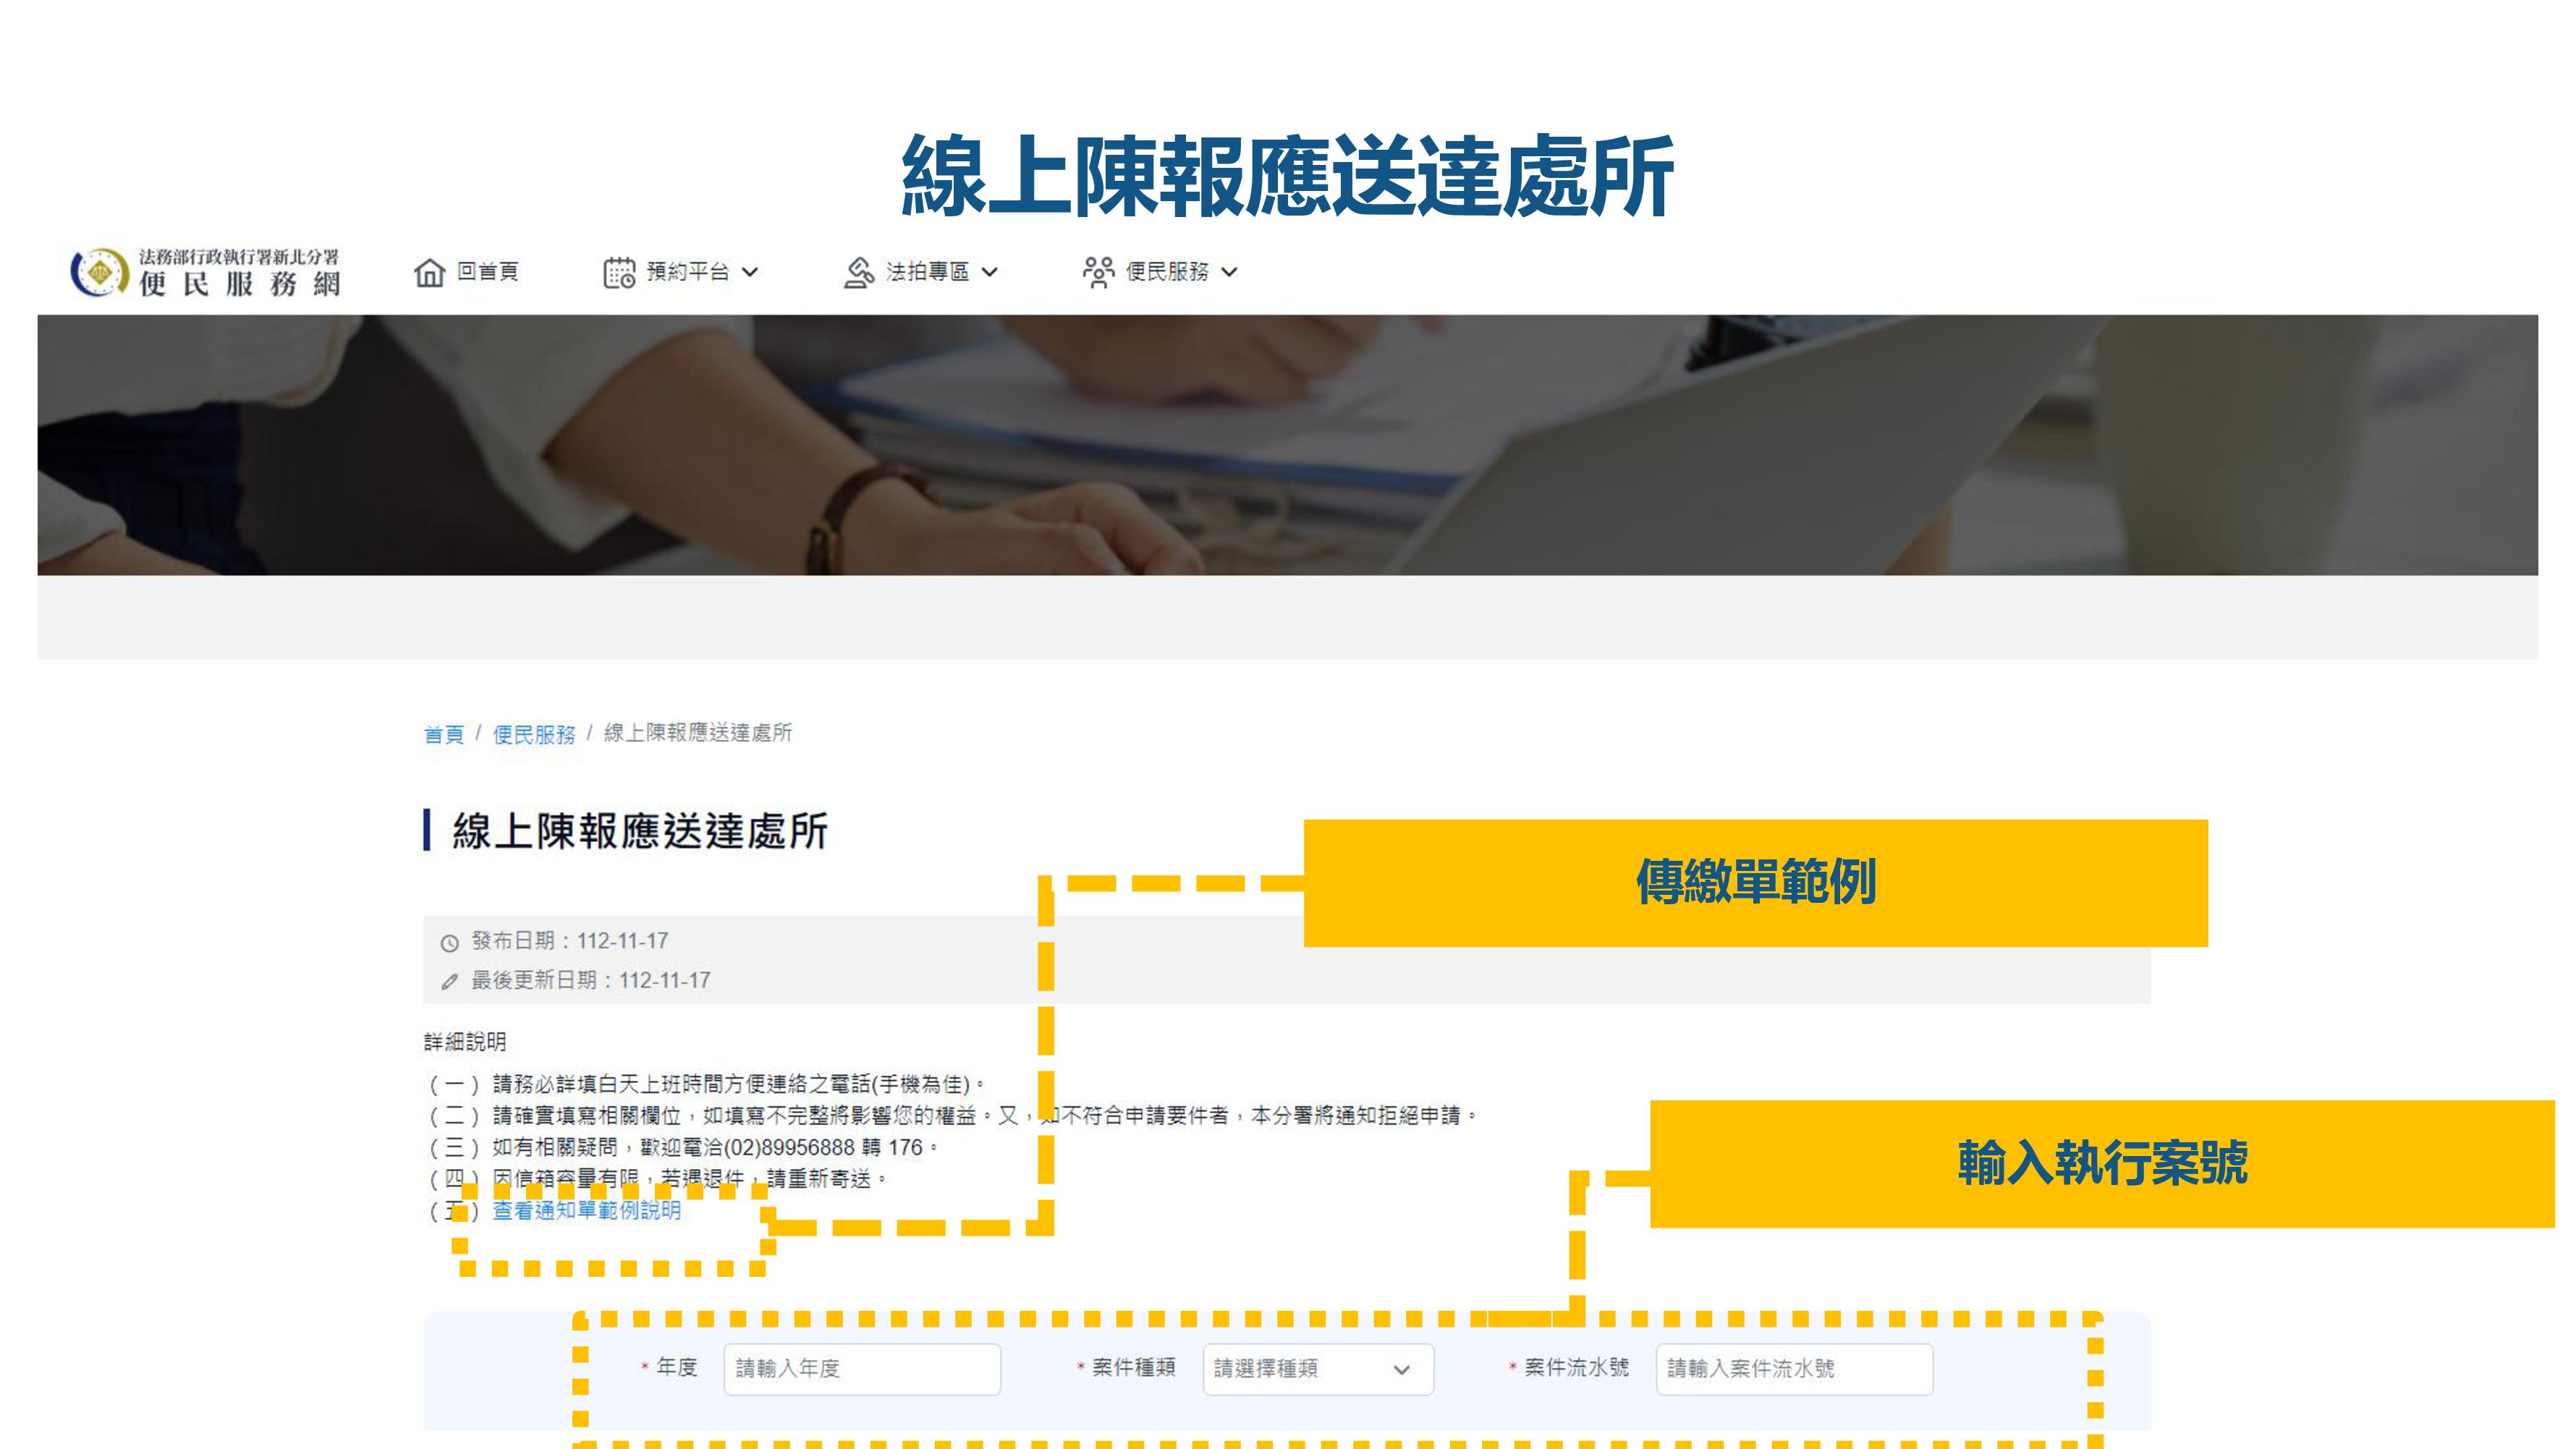 線上陳報應送達處所
法務部行政執行署新北分署
便民服務網
回首頁
預約平台
法拍專區
便民服務
首頁 / 便民服務 / 線上陳報應送達處所
線上陳報應送達處所
傳繳單範例
發布日期：112-11-17
最後更新日期：112-11-17
詳細說明
(一) 請務必詳填白天上班時間方便連絡之電話(手機為佳)。
(二) 請確實填寫相關欄位，如填寫不完整將影響您的權益。又，如不符合申請要件者，本分署將通知拒絕申請。
(三) 如有相關疑問，歡迎電洽(02)89956888 轉 176。
(四) 因信箱容量有限，若遇退件，請重新寄送。
(五) 查看通知單範例說明
輸入執行案號
* 年度 請輸入年度 * 案件種類 請選擇種類 * 案件流水號 請輸入案件流水號